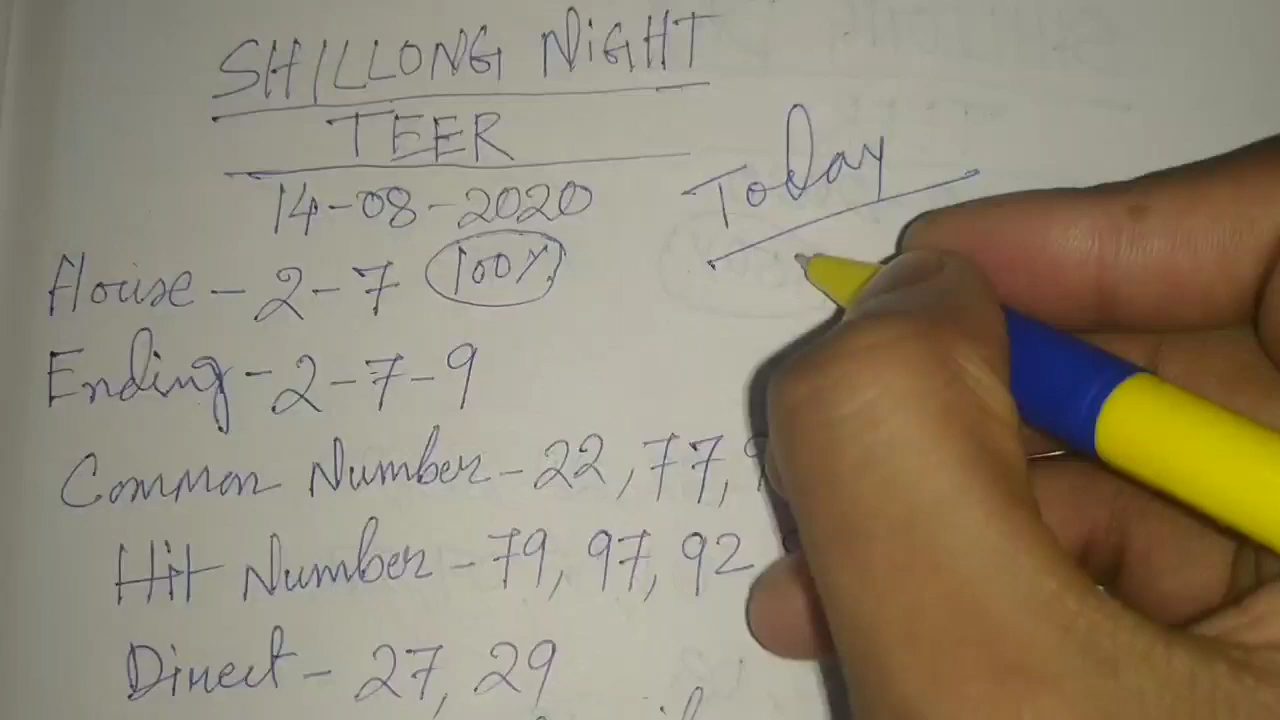 SHILLONG NIGHT
TEER
14-08-2020
Today
House - 2-7 100%
Ending - 2-7-9
Common Number - 22, 77,
Hit Number - 79, 97, 92
Direct - 27, 29